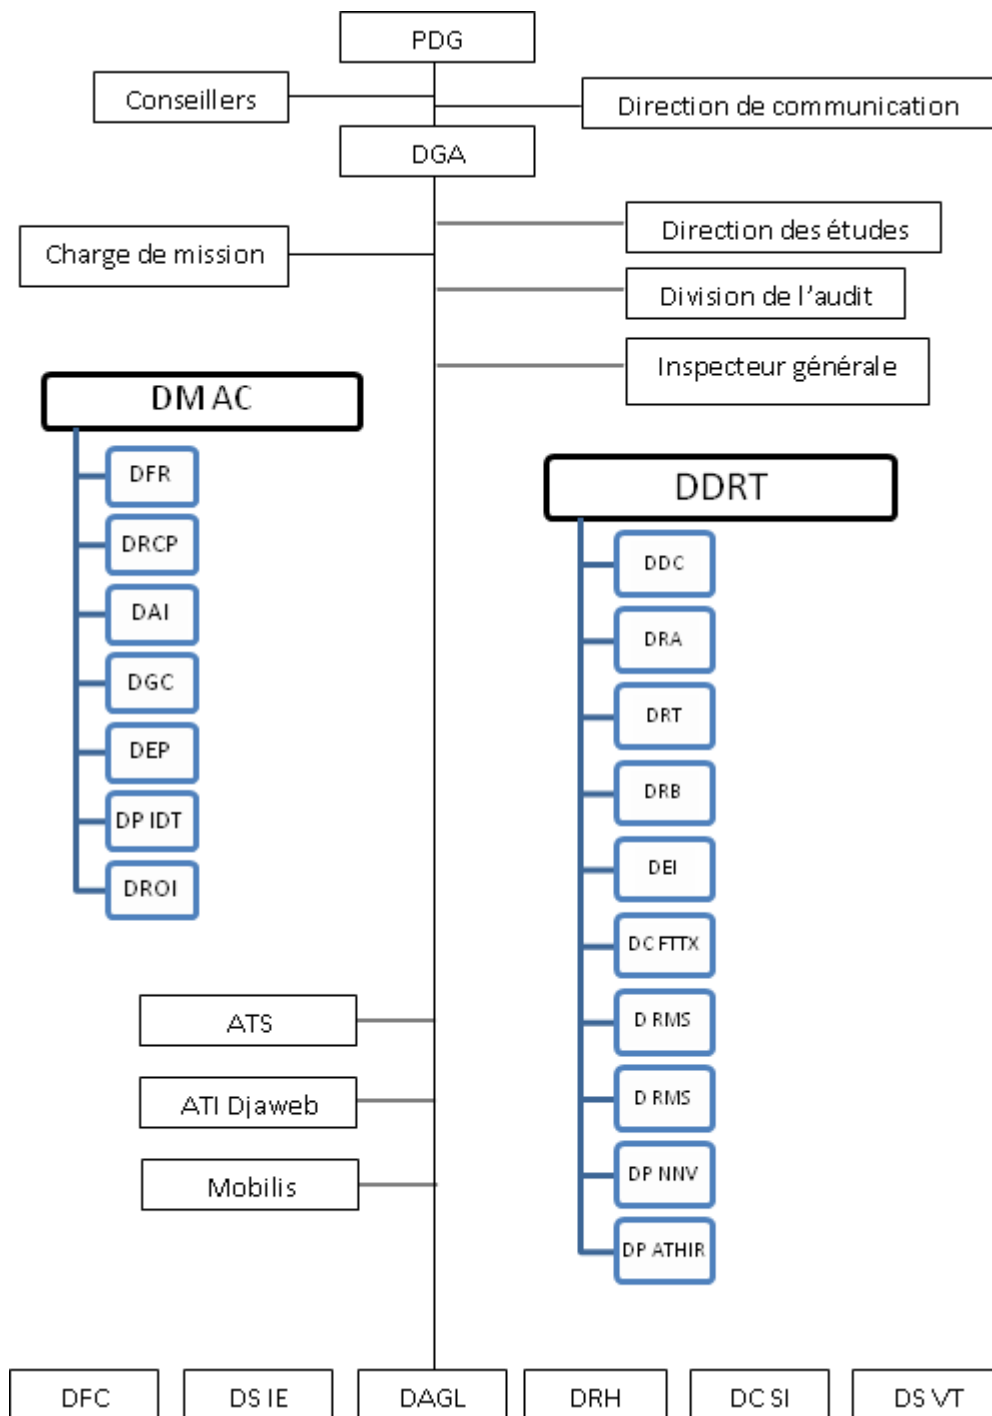 PDG
Conseillers
Direction de communication
DGA
Direction des études
Charge de mission
Division de l'audit
Inspecteur générale
DM AC
DFR
DRCP
DAI
DGC
DEP
DP IDT
DROI
DDRT
DDC
DRA
DRT
DRB
DEI
DC FTTX
D RMS
D RMS
DP NNV
DP ATHIR
ATS
ATI Djaweb
Mobilis
DFC
DS IE
DAGL
DRH
DC SI
DS VT